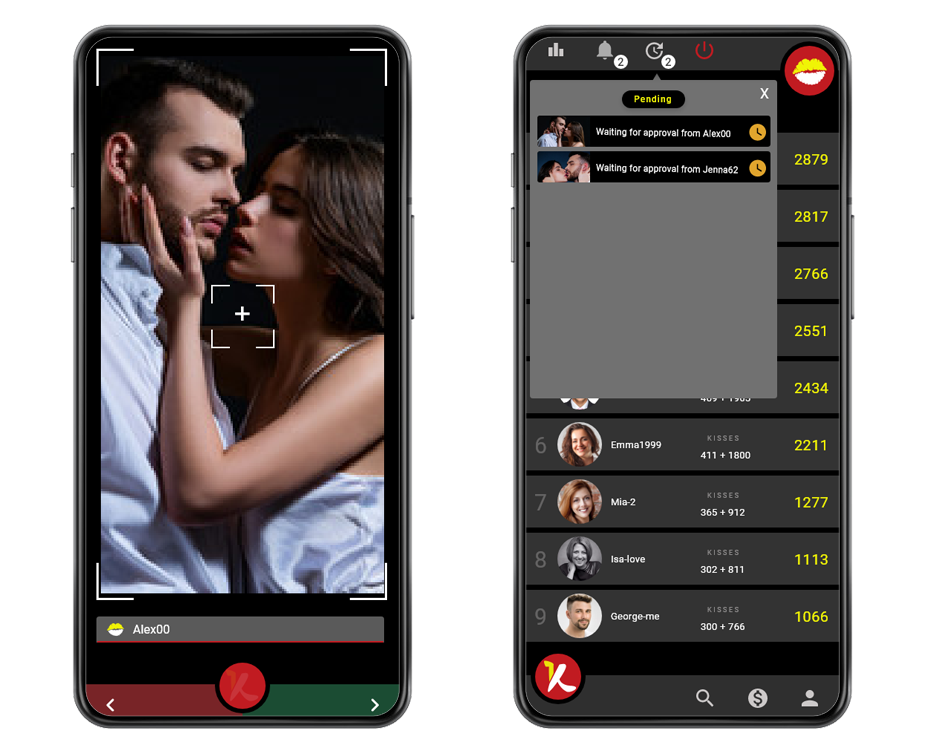 Alex00
2
2
Pending
X
Waiting for approval from Alex00
Waiting for approval from Jenna62
2879
2817
2766
2551
2434
6
Emma1999
KISSES
411 + 1800
2211
7
Mia-2
KISSES
365 + 912
1277
8
Isa-love
KISSES
302 + 811
1113
9
George-me
KISSES
300 + 766
1066
K